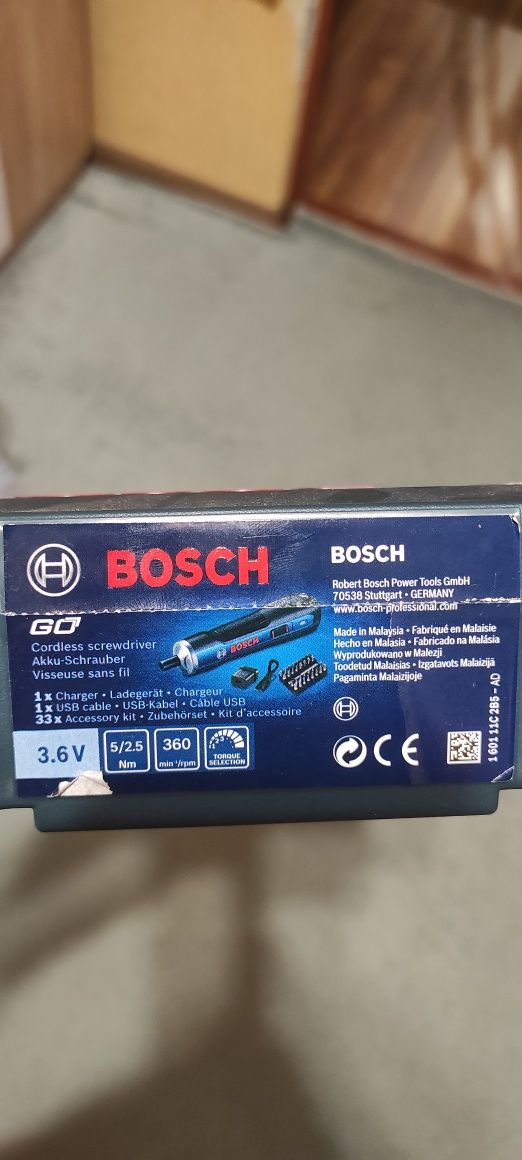 BOSCH
GO
Cordless screwdriver
Akku-Schrauber
Visseuse sans fil
BOSCH
1x Charger • Ladegerät • Chargeur
1x USB cable • USB-Kabel • Câble USB
33x Accessory kit • Zubehörset • Kit d'accessoire
3.6 V
5/2.5
Nm
360
min⁻¹/rpm
TORQUE
SELECTION
BOSCH
Robert Bosch Power Tools GmbH
70538 Stuttgart • GERMANY
www.bosch-professional.com
Made in Malaysia • Fabriqué en Malaisie
Hecho en Malasia • Fabricado na Malásia
Wyprodukowano w Malezji
Toodetud Malaisias • Izgatavots Malaizijā
Pagaminta Malaizijoje
CE
1 601 11C 2B5 - AD